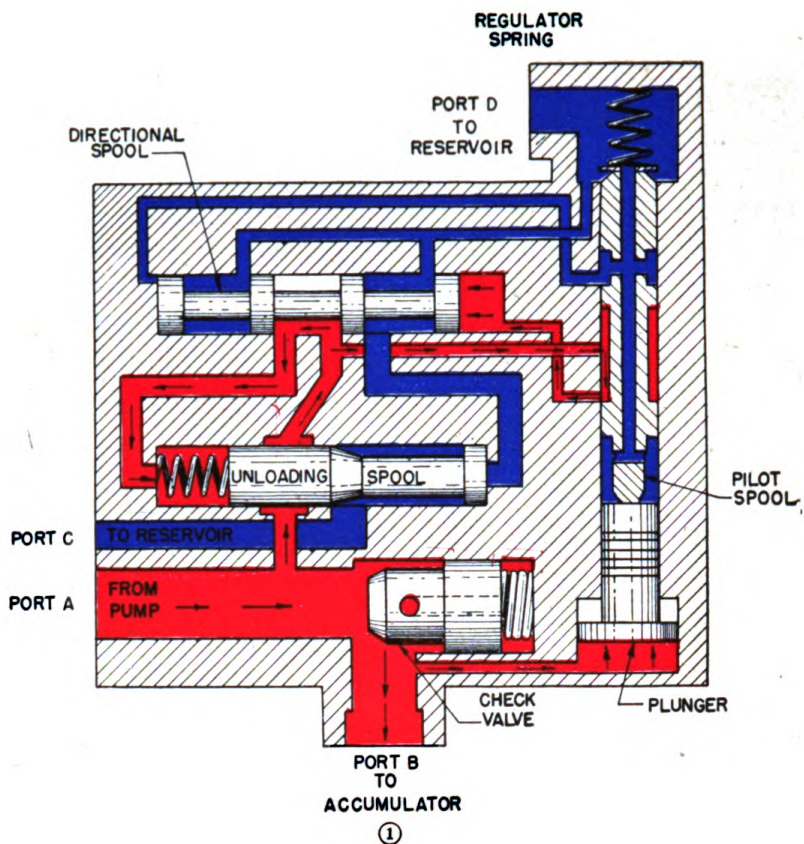 REGULATOR
SPRING
PORT D
TO
RESERVOIR
DIRECTIONAL
SPOOL
UNLOADING SPOOL
PILOT
SPOOL
PORT C
TO RESERVOIR
PORT A
FROM
PUMP
CHECK
VALVE
PLUNGER
PORT B
TO
ACCUMULATOR
1